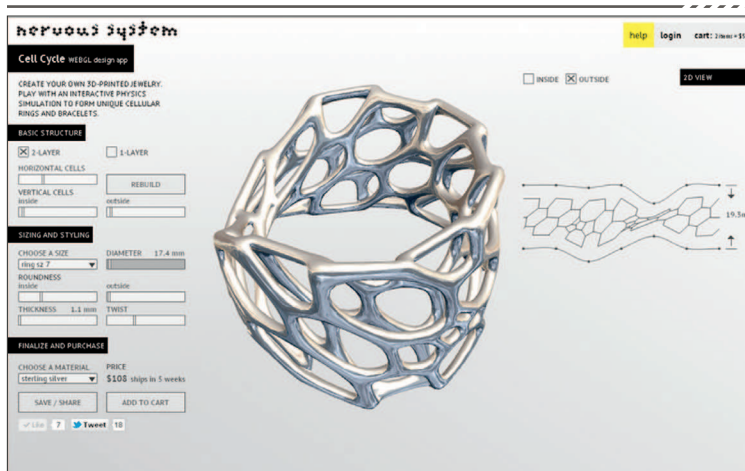 nervous system
help login cart: 2 items = $5
Cell Cycle WEBGL design app
CREATE YOUR OWN 3D-PRINTED JEWELRY.
PLAY WITH AN INTERACTIVE PHYSICS
SIMULATION TO FORM UNIQUE CELLULAR
RINGS AND BRACELETS.
INSIDE OUTSIDE
2D VIEW
BASIC STRUCTURE
2-LAYER 1-LAYER
HORIZONTAL CELLS
REBUILD
VERTICAL CELLS
inside outside
SIZING AND STYLING
CHOOSE A SIZE DIAMETER 17.4 mm
ring sz 7
ROUNDNESS
inside outside
THICKNESS 1.1 mm TWIST
FINALIZE AND PURCHASE
CHOOSE A MATERIAL PRICE
sterling silver $108 ships in 5 weeks
SAVE / SHARE ADD TO CART
Like 7 Tweet 18